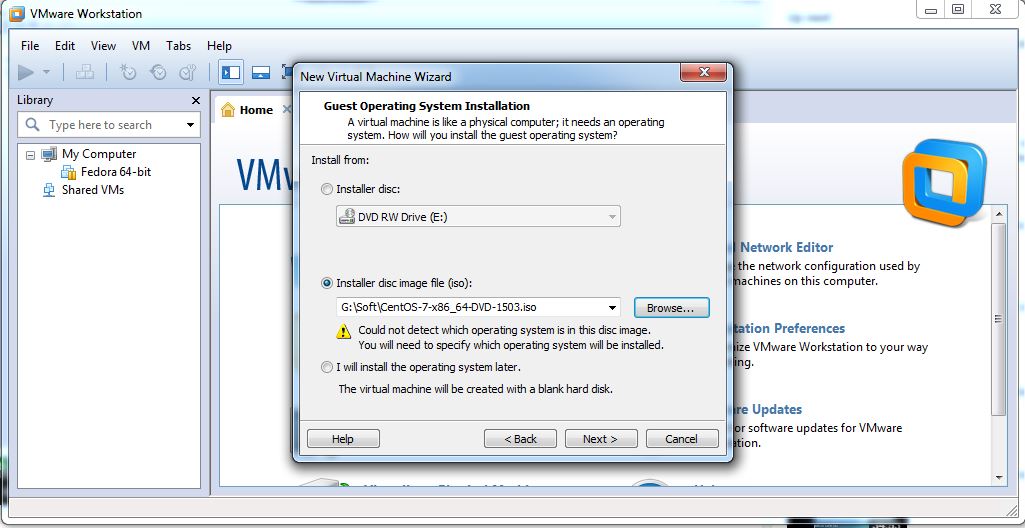 VMware Workstation
File Edit View VM Tabs Help
Library
Type here to search
My Computer
Fedora 64-bit
Shared VMs
Home
New Virtual Machine Wizard
Guest Operating System Installation
A virtual machine is like a physical computer; it needs an operating
system. How will you install the guest operating system?
Install from:
Installer disc:
DVD RW Drive (E:)
Installer disc image file (iso):
G:\Soft\CentOS-7-x86_64-DVD-1503.iso
Browse...
Could not detect which operating system is in this disc image.
You will need to specify which operating system will be installed.
I will install the operating system later.
The virtual machine will be created with a blank hard disk.
Help
< Back
Next >
Cancel
Network Editor
the network configuration used by
machines on this computer.
Preferences
VMware Workstation to your way
Updates
or software updates for VMware